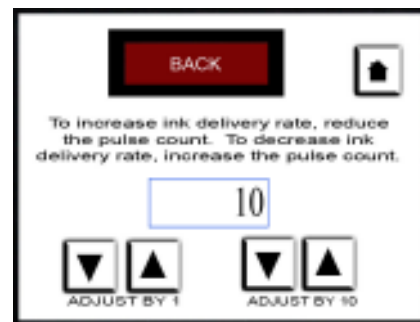 BACK
To increase ink delivery rate, reduce
the pulse count. To decrease ink
delivery rate, increase the pulse count.
10
ADJUST BY 1 ADJUST BY 10